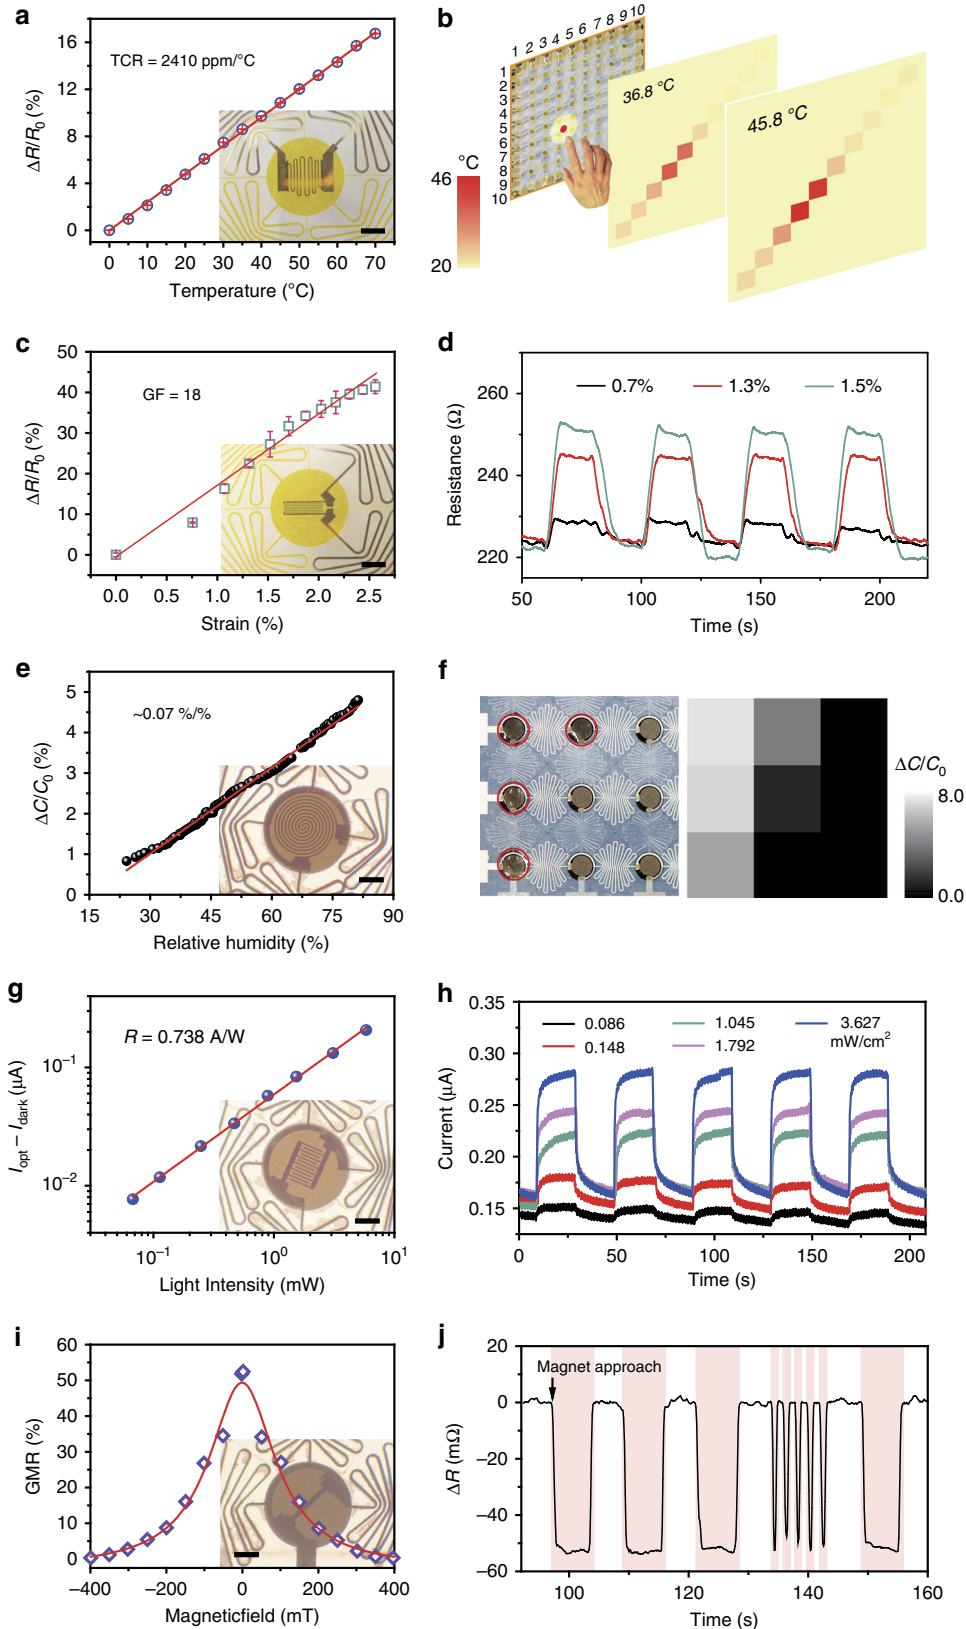 a
16
12
8
4
0
ΔR/R0 (%)
TCR = 2410 ppm/°C
0 10 20 30 40 50 60 70
Temperature (°C)
b
1 2 3 4 5 6 7 8 9 10
1
2
3
4
5
6
7
8
9
10
36.8 °C
45.8 °C
°C
46
20
c
50
40
30
20
10
0
ΔR/R0 (%)
GF = 18
0.0 0.5 1.0 1.5 2.0 2.5
Strain (%)
d
260
240
220
Resistance (Ω)
0.7% 1.3% 1.5%
50 100 150 200
Time (s)
e
5
4
3
2
1
0
ΔC/C0 (%)
~0.07 %/%
15 30 45 60 75 90
Relative humidity (%)
f
ΔC/C0
8.0
0.0
g
10−1
10−2
Iopt – Idark (μA)
R = 0.738 A/W
10−1 100 101
Light Intensity (mW)
h
0.35
0.30
0.25
0.20
0.15
Current (μA)
0.086 1.045 3.627
0.148 1.792 mW/cm2
0 50 100 150 200
Time (s)
i
60
50
40
30
20
10
0
GMR (%)
−400 −200 0 200 400
Magneticfield (mT)
j
20
0
−20
−40
−60
ΔR (mΩ)
Magnet approach
100 120 140 160
Time (s)